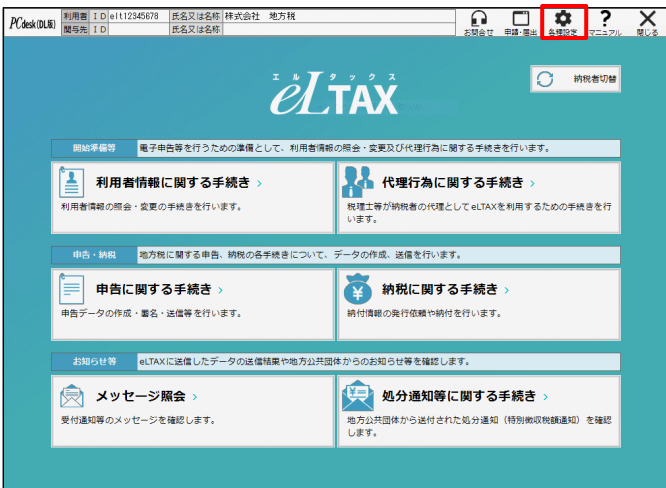 PCdesk(DL版) 利用者 ID elt12345678 氏名又は名称 株式会社 地方税
関与先 ID 氏名又は名称
お問合せ 申請・届出 各種設定 マニュアル 閉じる
エルタックス
eLTAX
納税者切替
開始準備等 電子申告等を行うための準備として、利用者情報の照会・変更及び代理行為に関する手続きを行います。
利用者情報に関する手続き
利用者情報の照会・変更の手続きを行います。
代理行為に関する手続き
税理士等が納税者の代理としてeLTAXを利用するための手続きを行
います。
申告・納税 地方税に関する申告、納税の各手続きについて、データの作成、送信を行います。
申告に関する手続き
申告データの作成・署名・送信等を行います。
納税に関する手続き
納付情報の発行依頼や納付を行います。
お知らせ等 eLTAXに送信したデータの送信結果や地方公共団体からのお知らせ等を確認します。
メッセージ照会
受付通知等のメッセージを確認します。
処分通知等に関する手続き
地方公共団体から送付された処分通知（特別徴収税額通知）を確認
します。